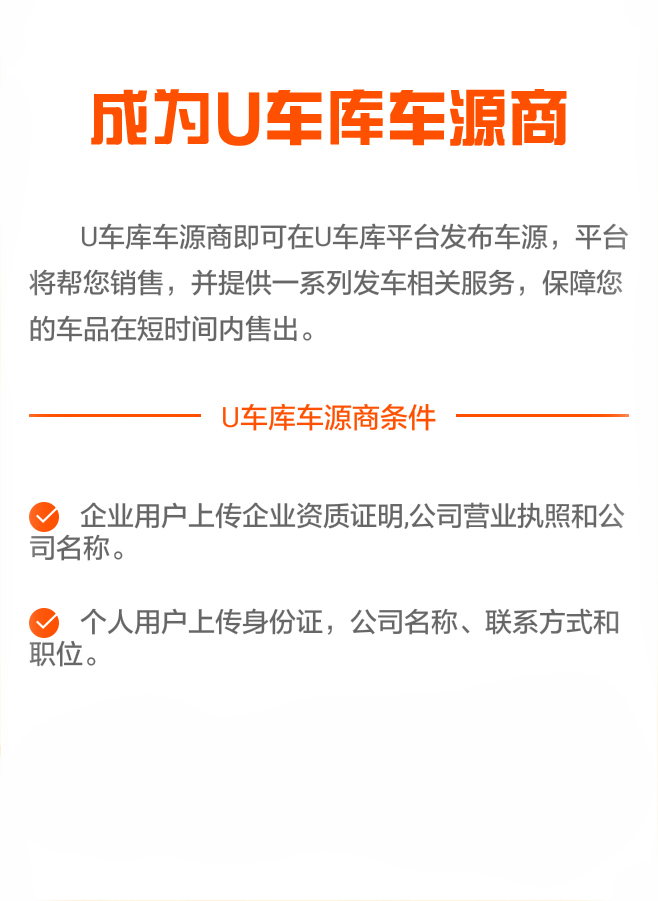 成为U车库车源商
U车库车源商即可在U车库平台发布车源，平台
将帮您销售，并提供一系列发车相关服务，保障您
的车品在短时间内售出。
U车库车源商条件
企业用户上传企业资质证明,公司营业执照和公
司名称。
个人用户上传身份证，公司名称、联系方式和
职位。